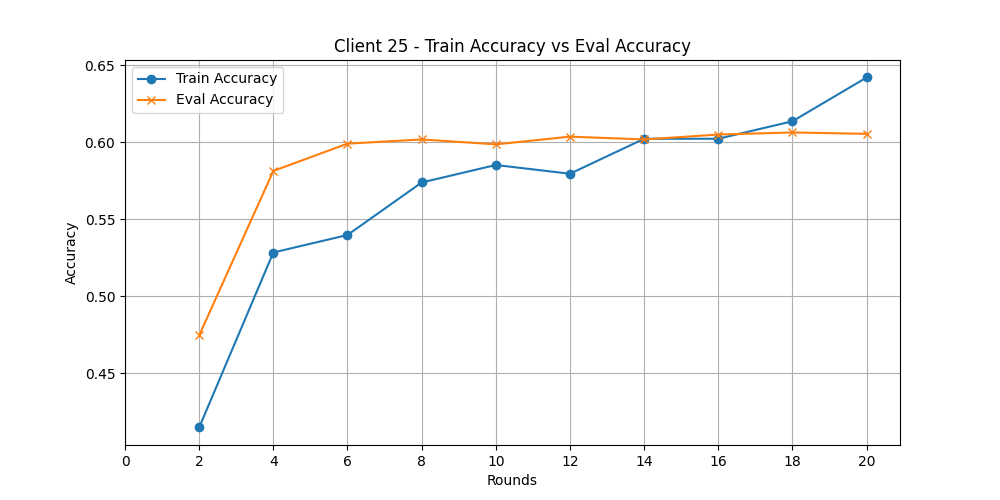 Client 25 - Train Accuracy vs Eval Accuracy
Train Accuracy
Eval Accuracy
Accuracy
0.65
0.60
0.55
0.50
0.45
0 2 4 6 8 10 12 14 16 18 20
Rounds